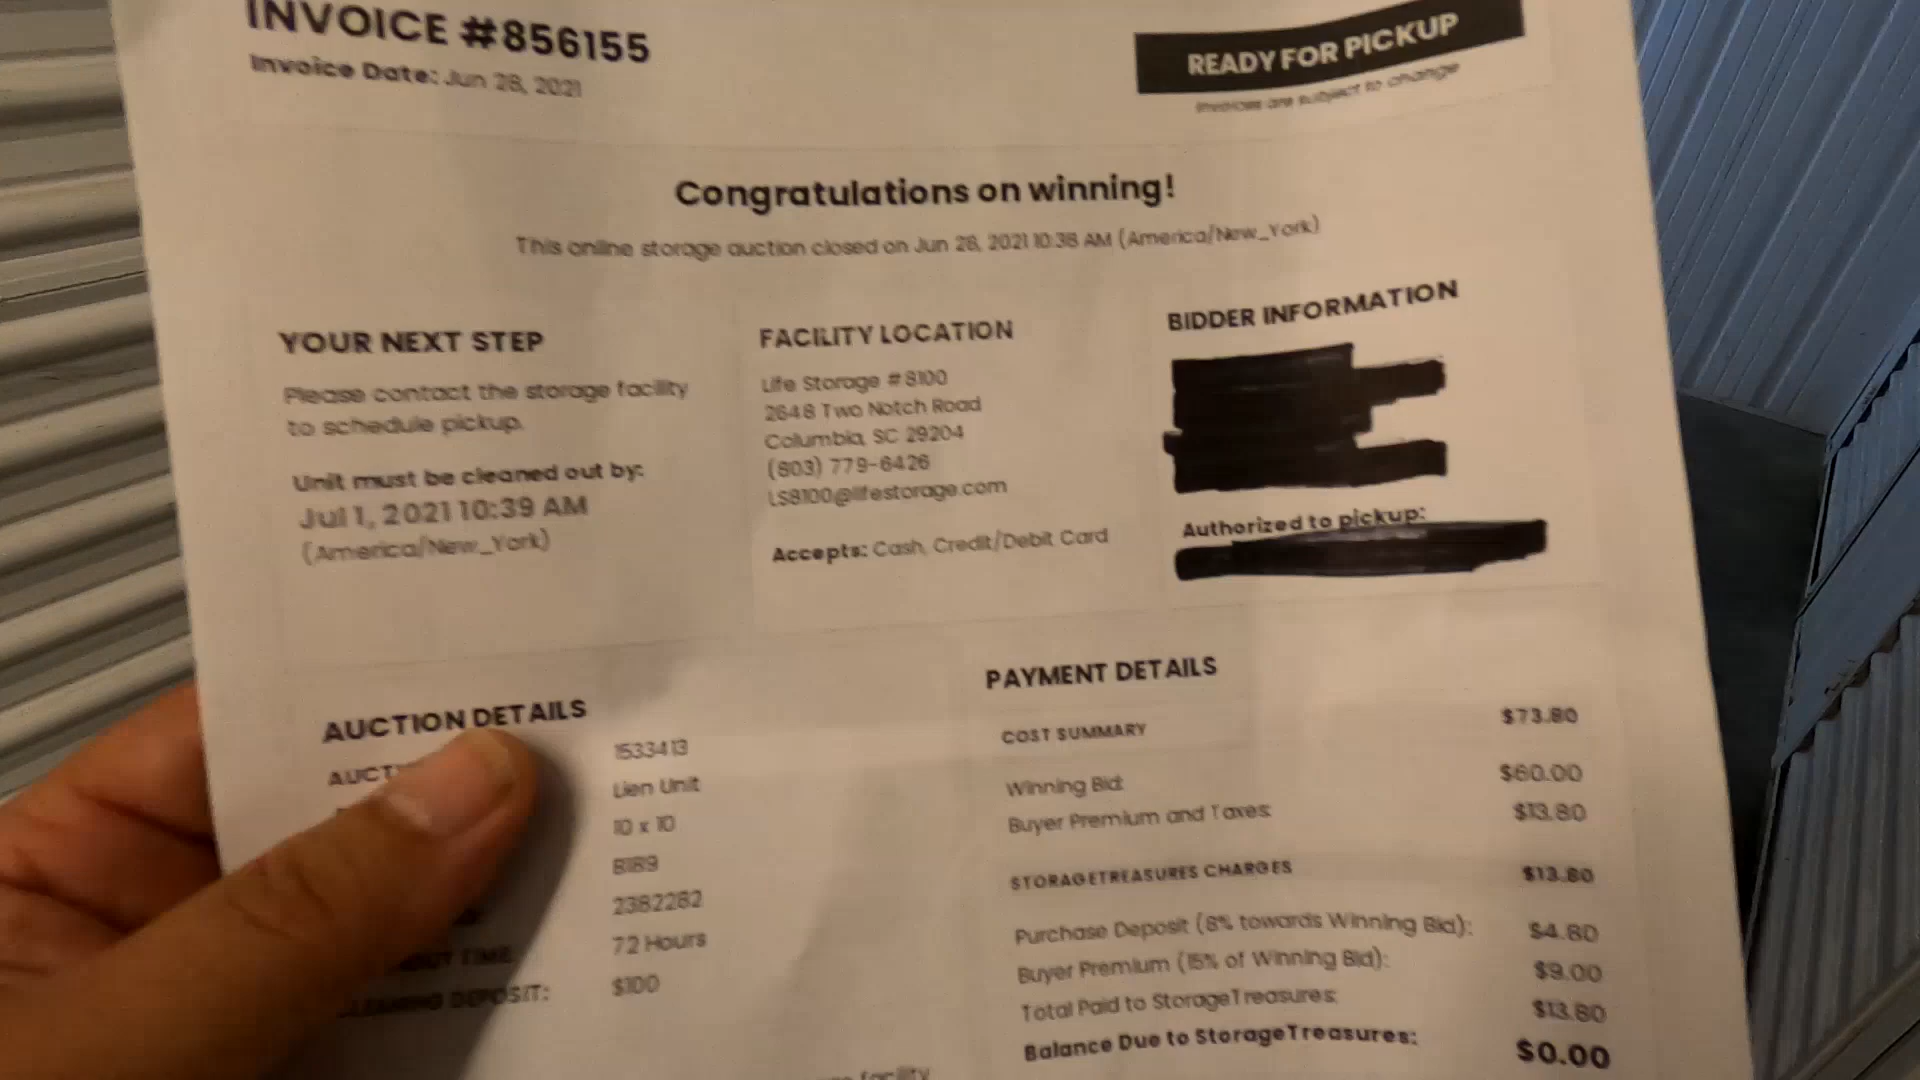 INVOICE #856155
Invoice Date: Jun 28, 2021
READY FOR PICKUP
Invoices are subject to change
Congratulations on winning!
This online storage auction closed on Jun 28, 2021 10:38 AM (America/New_York)
YOUR NEXT STEP
Please contact the storage facility
to schedule pickup.
Unit must be cleaned out by:
Jul 1, 2021 10:39 AM
(America/New_York)
FACILITY LOCATION
Life Storage #8100
2648 Two Notch Road
Columbia, SC 29204
(803) 779-6426
LS8100@lifestorage.com
Accepts: Cash, Credit/Debit Card
BIDDER INFORMATION
Authorized to pickup:
AUCTION DETAILS
1533413
Lien Unit
10 x 10
B189
2382282
TIME 72 Hours
DEPOSIT: $100
PAYMENT DETAILS
COST SUMMARY $73.80
Winning Bid: $60.00
Buyer Premium and Taxes: $13.80
STORAGETREASURES CHARGES $13.80
Purchase Deposit (8% towards Winning Bid): $4.80
Buyer Premium (15% of Winning Bid): $9.00
Total Paid to StorageTreasures: $13.80
Balance Due to StorageTreasures: $0.00
facility